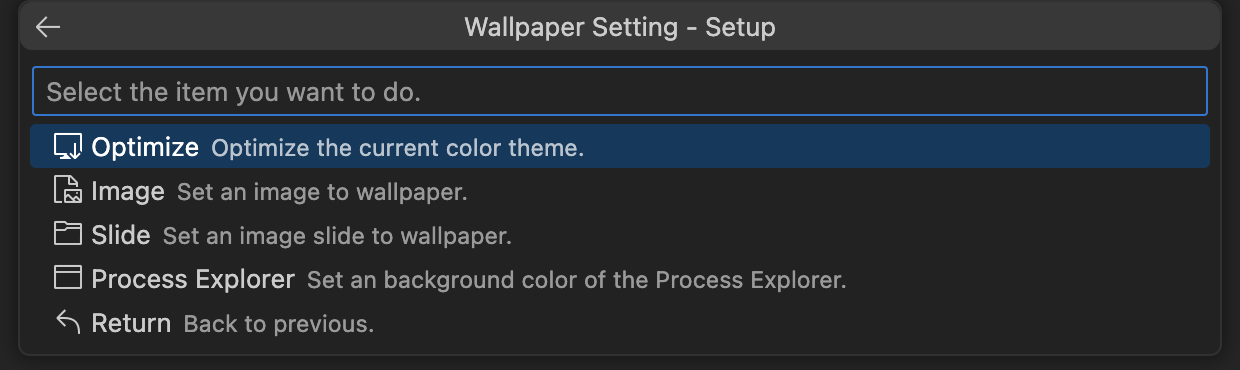 Wallpaper Setting - Setup
Select the item you want to do.
Optimize Optimize the current color theme.
Image Set an image to wallpaper.
Slide Set an image slide to wallpaper.
Process Explorer Set an background color of the Process Explorer.
Return Back to previous.